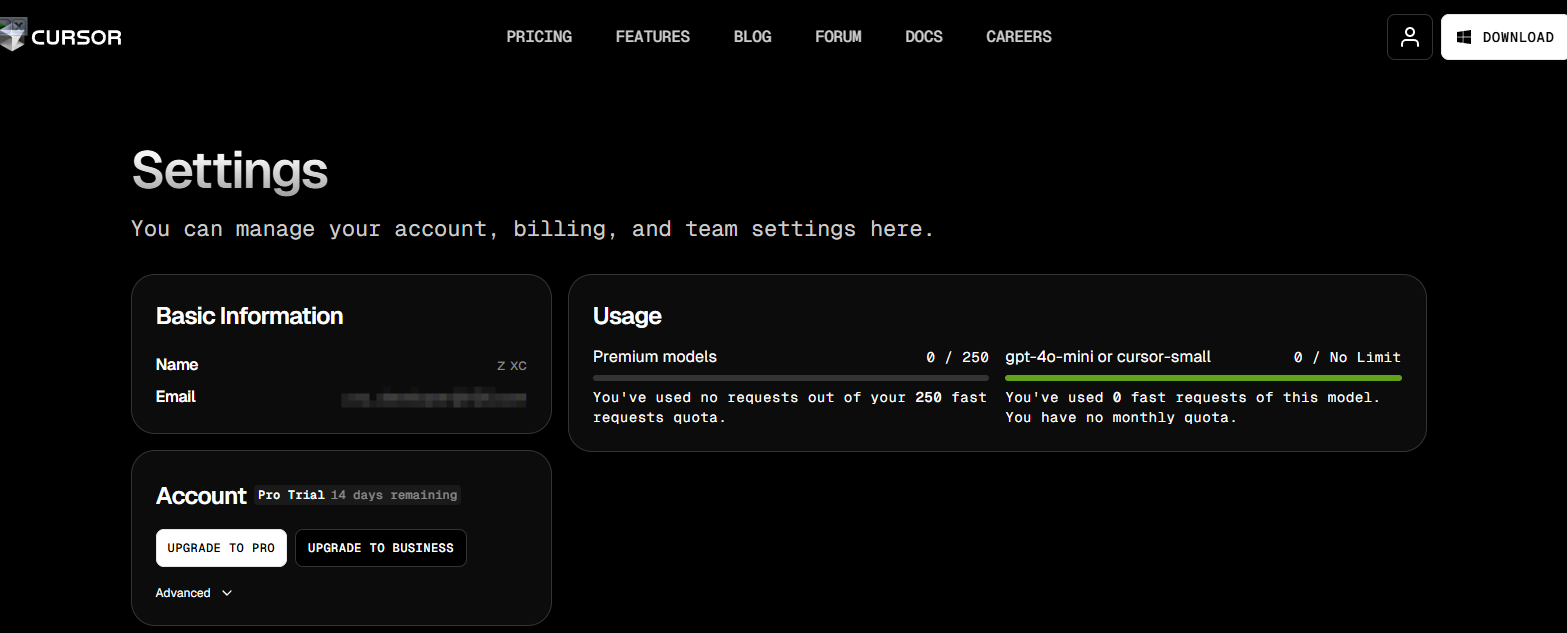 CURSOR
PRICING
FEATURES
BLOG
FORUM
DOCS
CAREERS
DOWNLOAD
Settings
You can manage your account, billing, and team settings here.
Basic Information
Name
z xc
Email
Account
Pro Trial 14 days remaining
UPGRADE TO PRO
UPGRADE TO BUSINESS
Advanced
Usage
Premium models
0 / 250
You've used no requests out of your 250 fast
requests quota.
gpt-4o-mini or cursor-small
0 / No Limit
You've used 0 fast requests of this model.
You have no monthly quota.